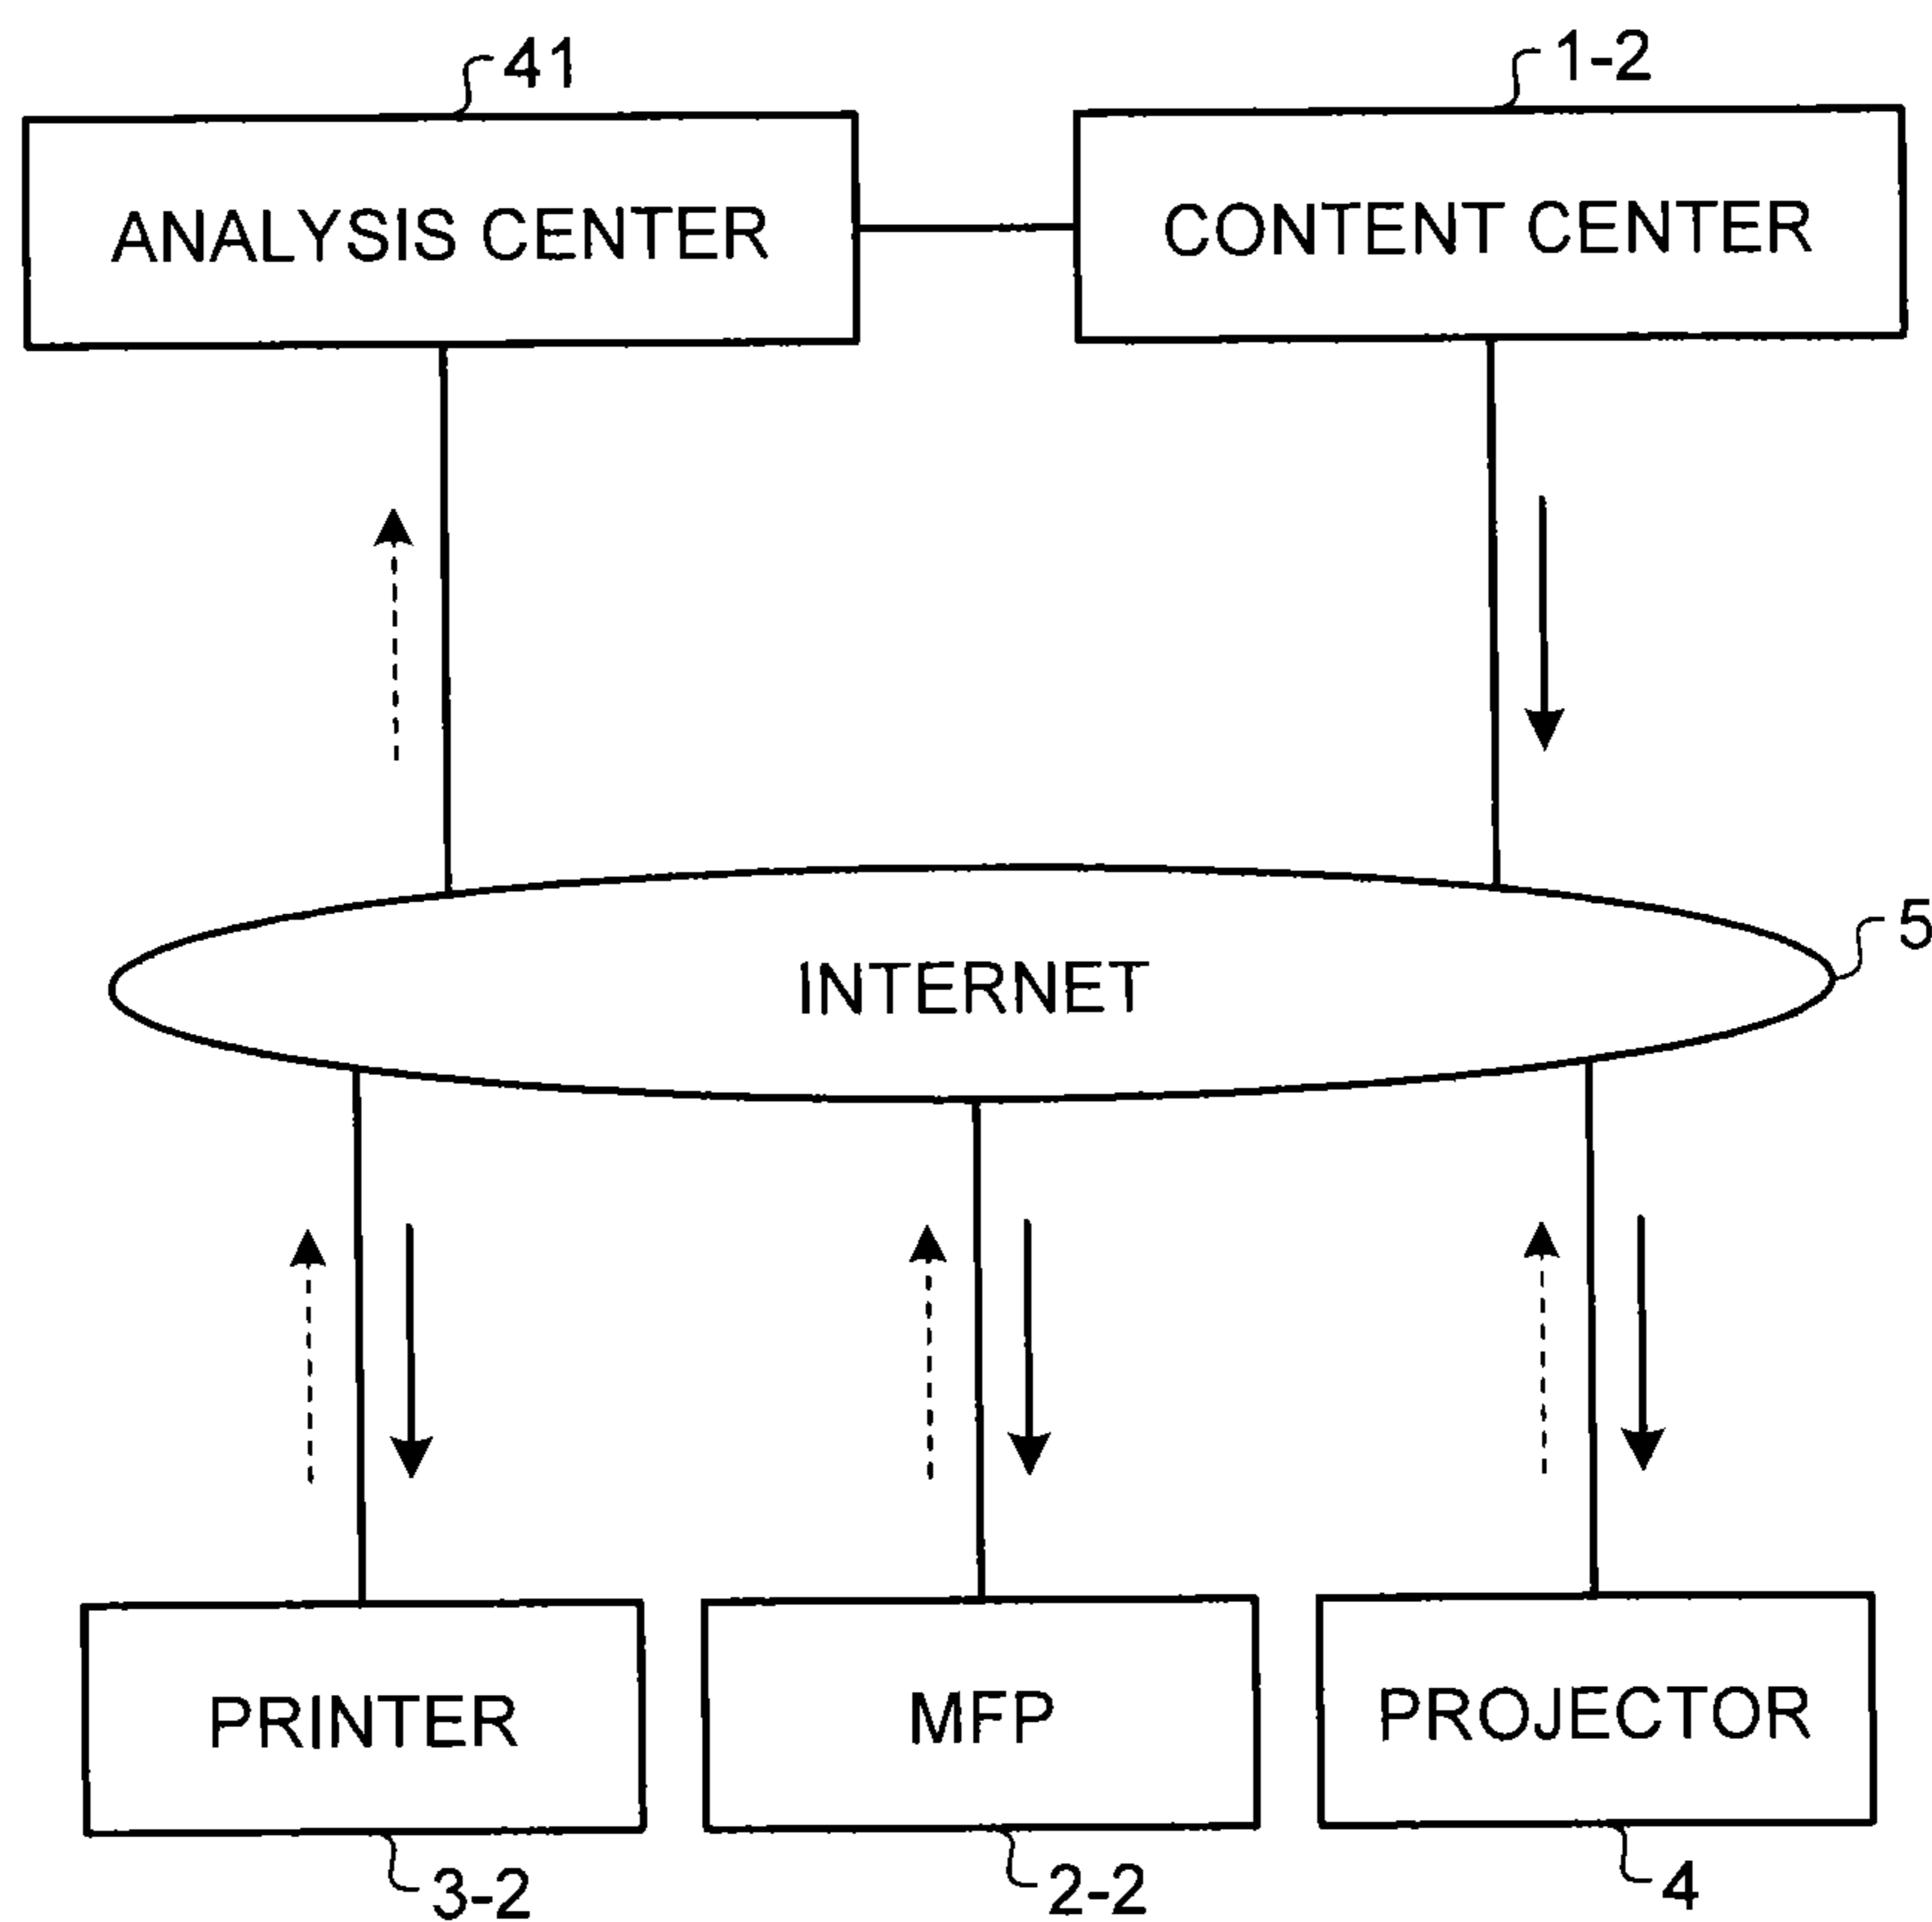 41
1-2
ANALYSIS CENTER
CONTENT CENTER
5
INTERNET
PRINTER
MFP
PROJECTOR
3-2
2-2
4